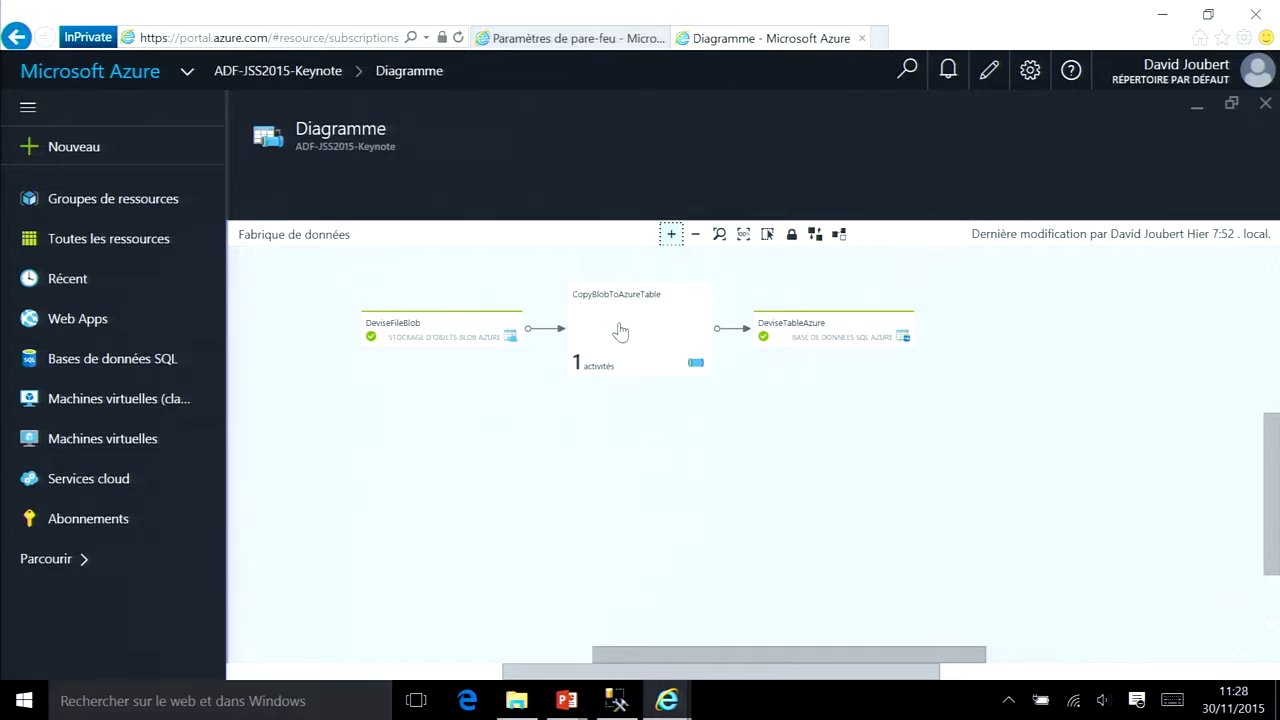 InPrivate
https://portal.azure.com/#resource/subscriptions
Paramètres de pare-feu - Micro...
Diagramme - Microsoft Azure
Microsoft Azure
ADF-JSS2015-Keynote
Diagramme
David Joubert
RÉPERTOIRE PAR DÉFAUT
Diagramme
ADF-JSS2015-Keynote
Nouveau
Groupes de ressources
Toutes les ressources
Récent
Web Apps
Bases de données SQL
Machines virtuelles (cla...
Machines virtuelles
Services cloud
Abonnements
Parcourir
Fabrique de données
100%
Dernière modification par David Joubert Hier 7:52 . local.
DeviseFileBlob
STOCKAGE D'OBJETS BLOB AZURE
CopyBlobToAzureTable
1 activités
DeviseTableAzure
BASE DE DONNÉES SQL AZURE
Rechercher sur le web et dans Windows
11:28
30/11/2015